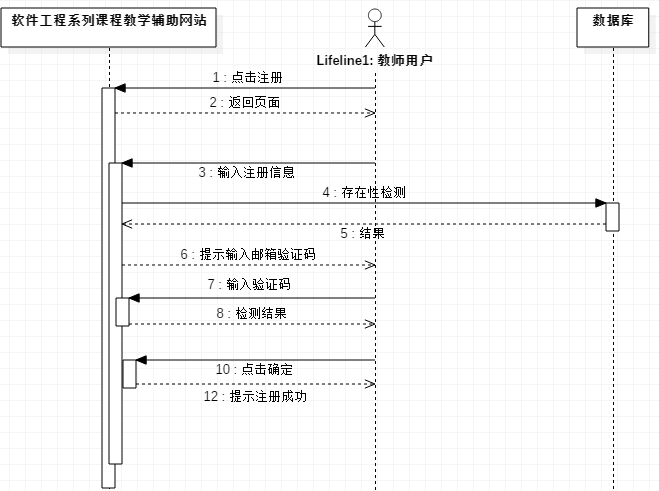 软件工程系列课程教学辅助网站
数据库
Lifeline1: 教师用户
1 : 点击注册
2 : 返回页面
3 : 输入注册信息
4 : 存在性检测
5 : 结果
6 : 提示输入邮箱验证码
7 : 输入验证码
8 : 检测结果
10 : 点击确定
12 : 提示注册成功